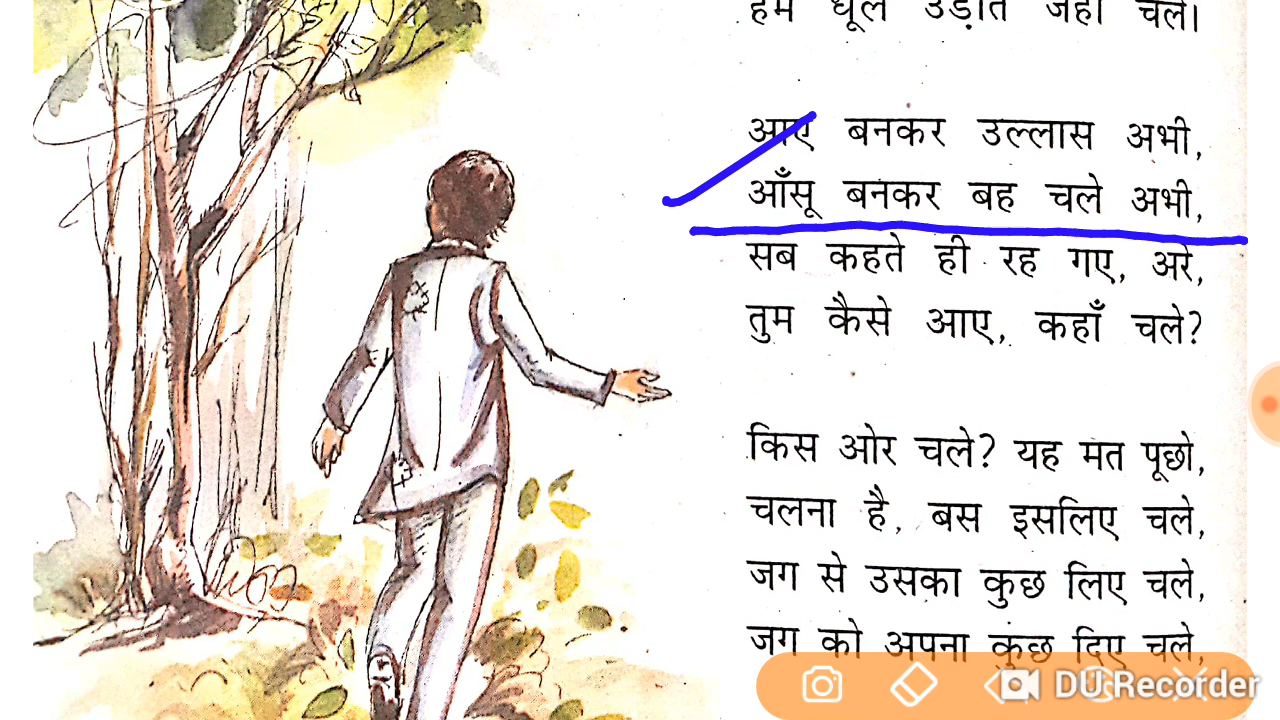 हम धूल उड़ाते जहाँ चले।
आए बनकर उल्लास अभी,
आँसू बनकर बह चले अभी,
सब कहते ही रह गए, अरे,
तुम कैसे आए, कहाँ चले?
किस ओर चले? यह मत पूछो,
चलना है, बस इसलिए चले,
जग से उसका कुछ लिए चले,
जग को अपना कुछ दिए चले,
DU Recorder